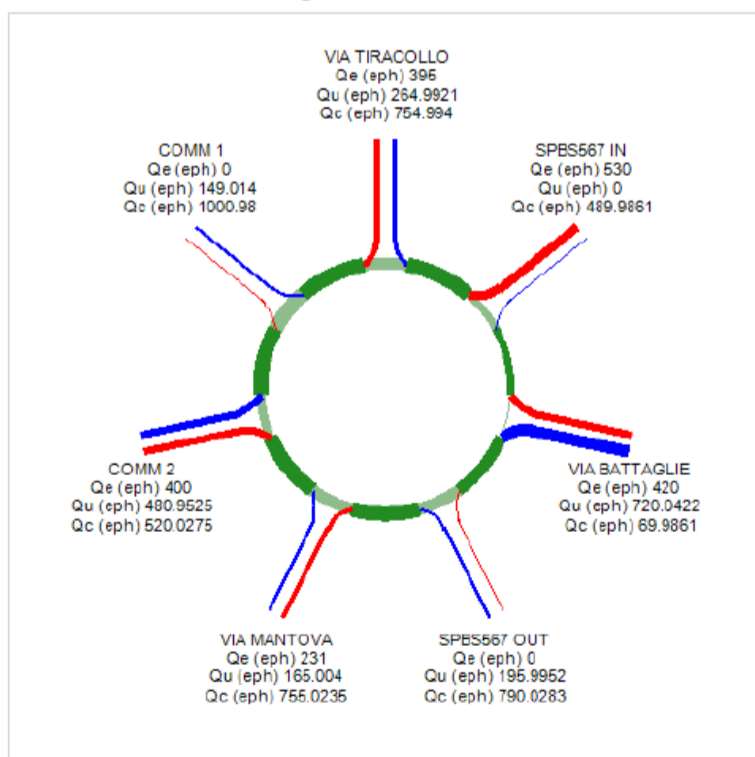 VIA TIRACOLLO
Qe (eph) 395
Qu (eph) 264.9921
Qc (eph) 754.994
COMM 1
Qe (eph) 0
Qu (eph) 149.014
Qc (eph) 1000.98
SPBS567 IN
Qe (eph) 530
Qu (eph) 0
Qc (eph) 489.9861
COMM 2
Qe (eph) 400
Qu (eph) 480.9525
Qc (eph) 520.0275
VIA BATTAGLIE
Qe (eph) 420
Qu (eph) 720.0422
Qc (eph) 69.9861
VIA MANTOVA
Qe (eph) 231
Qu (eph) 165.004
Qc (eph) 755.0235
SPBS567 OUT
Qe (eph) 0
Qu (eph) 195.9952
Qc (eph) 790.0283